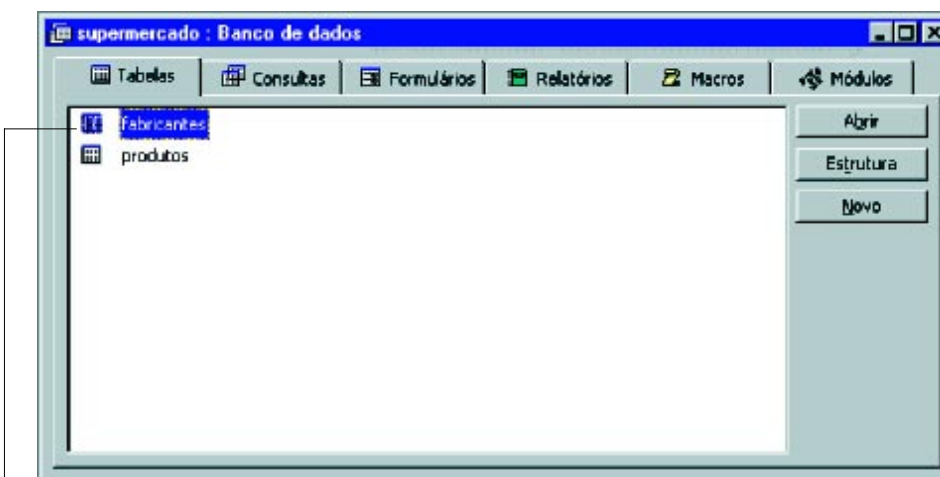 supermercado : Banco de dados
Tabelas Consultas Formulários Relatórios Macros Módulos
fabricantes
produtos
Abrir
Estrutura
Novo